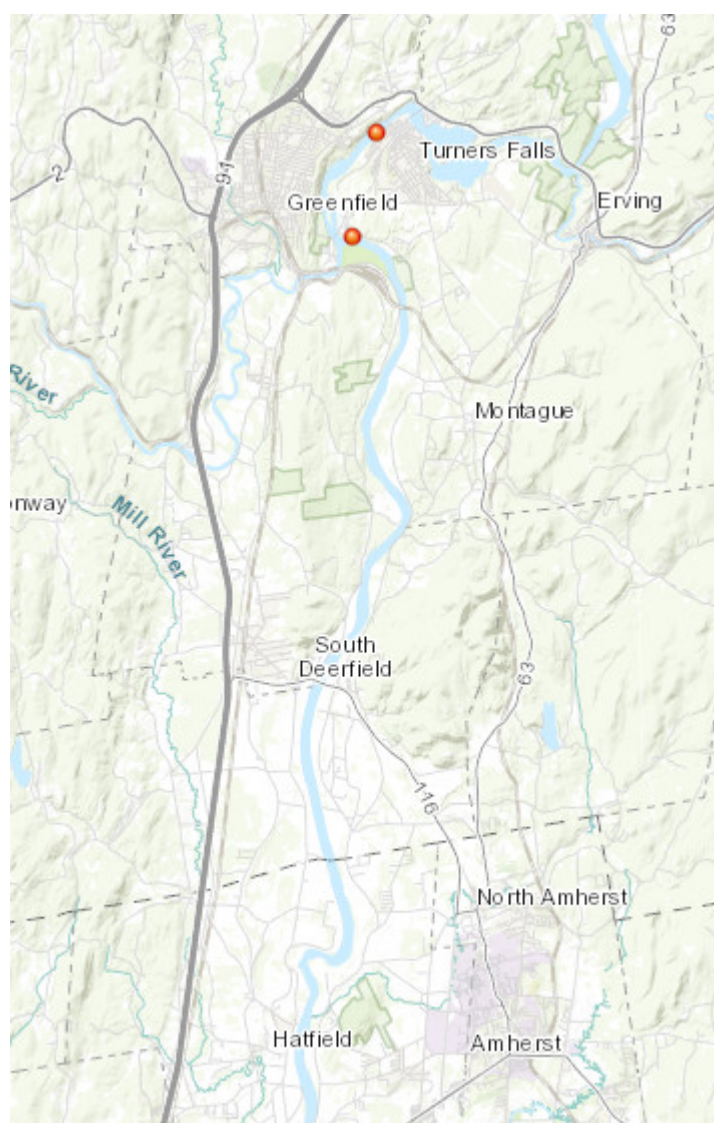 63
Turners Falls
2
91
Greenfield
Erving
River
Montague
onway
Mill River
South
Deerfield
63
116
North Amherst
Hatfield
Amherst